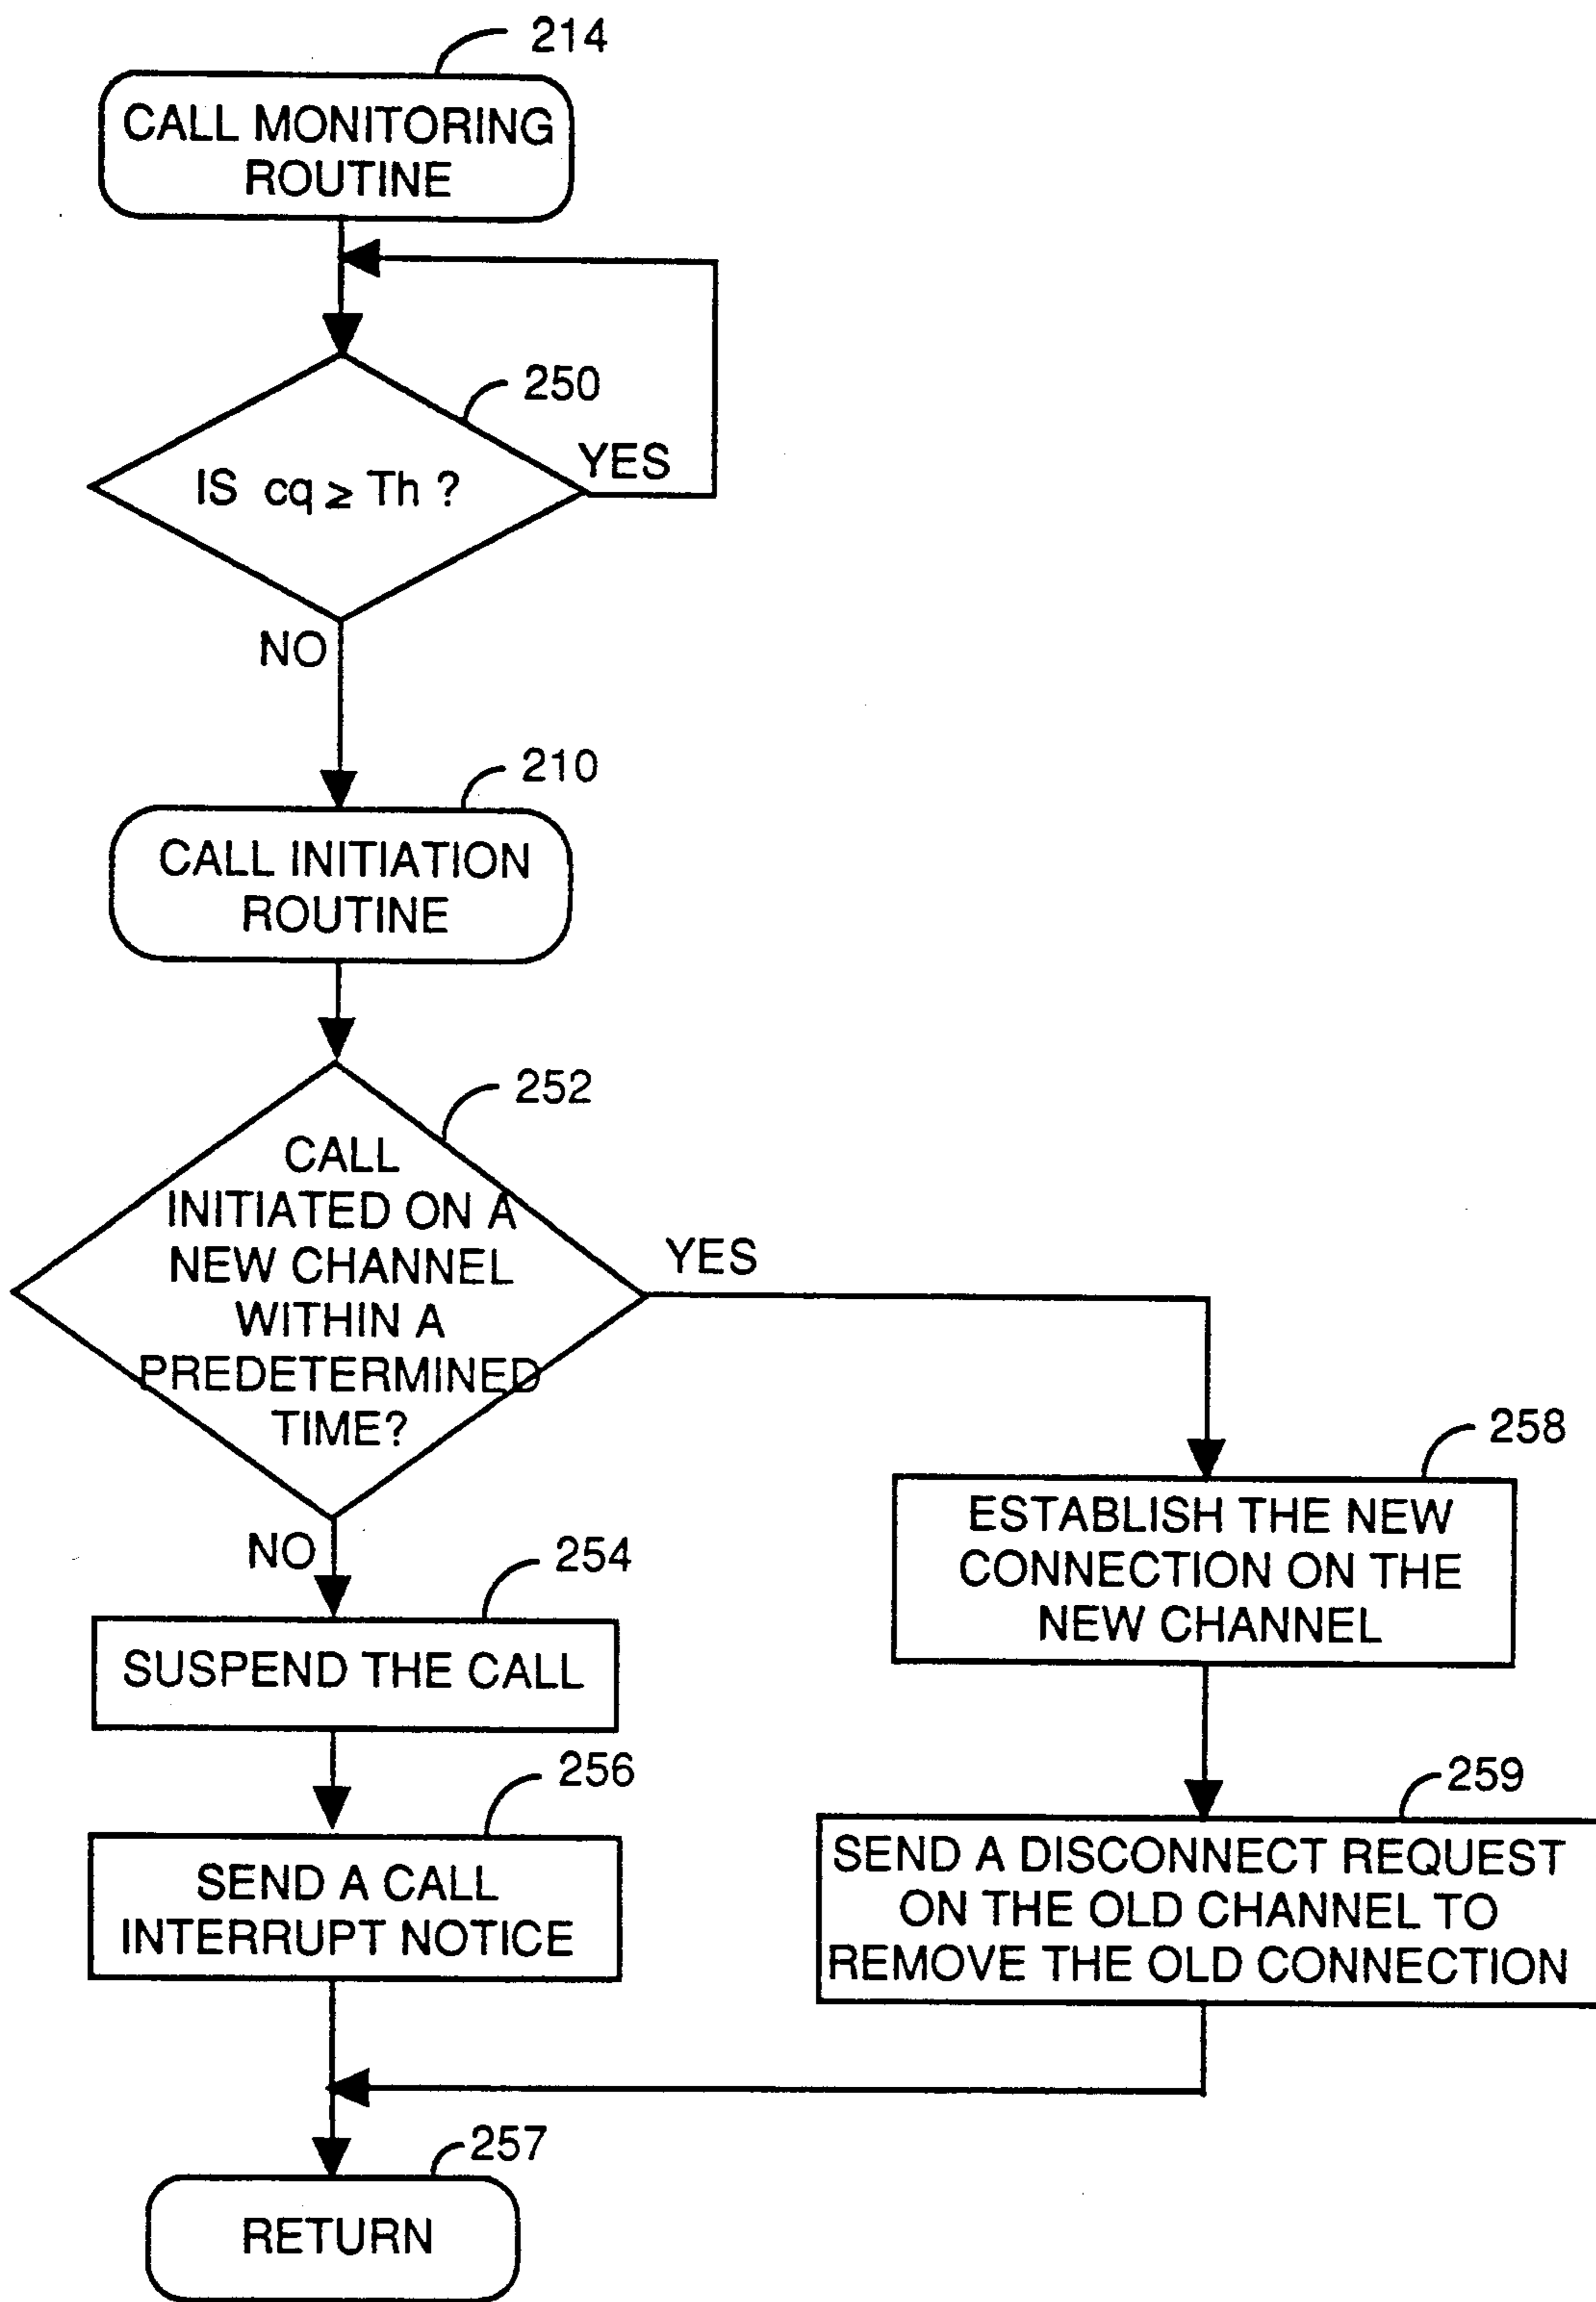 214
CALL MONITORING
ROUTINE
250
IS cq ≥ Th ?
YES
NO
210
CALL INITIATION
ROUTINE
252
CALL
INITIATED ON A
NEW CHANNEL
WITHIN A
PREDETERMINED
TIME?
YES
NO
258
ESTABLISH THE NEW
CONNECTION ON THE
NEW CHANNEL
254
SUSPEND THE CALL
256
SEND A CALL
INTERRUPT NOTICE
259
SEND A DISCONNECT REQUEST
ON THE OLD CHANNEL TO
REMOVE THE OLD CONNECTION
257
RETURN